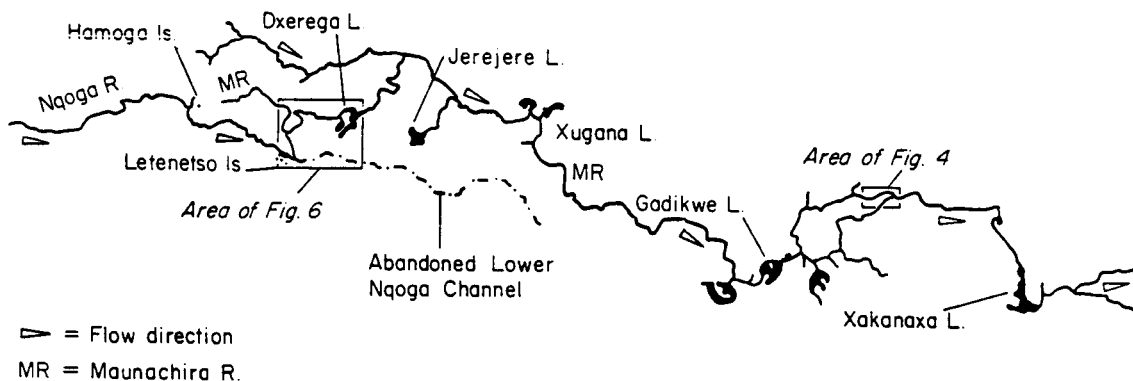 Dxerega L.
Hamoga Is.
Jerejere L.
MR
Nqoga R
Xugana L.
Letenetso Is
Area of Fig. 4
MR
Area of Fig. 6
Gadikwe L.
Abandoned Lower
Nqoga Channel
Xakanaxa L.
= Flow direction
MR = Maunachira R.